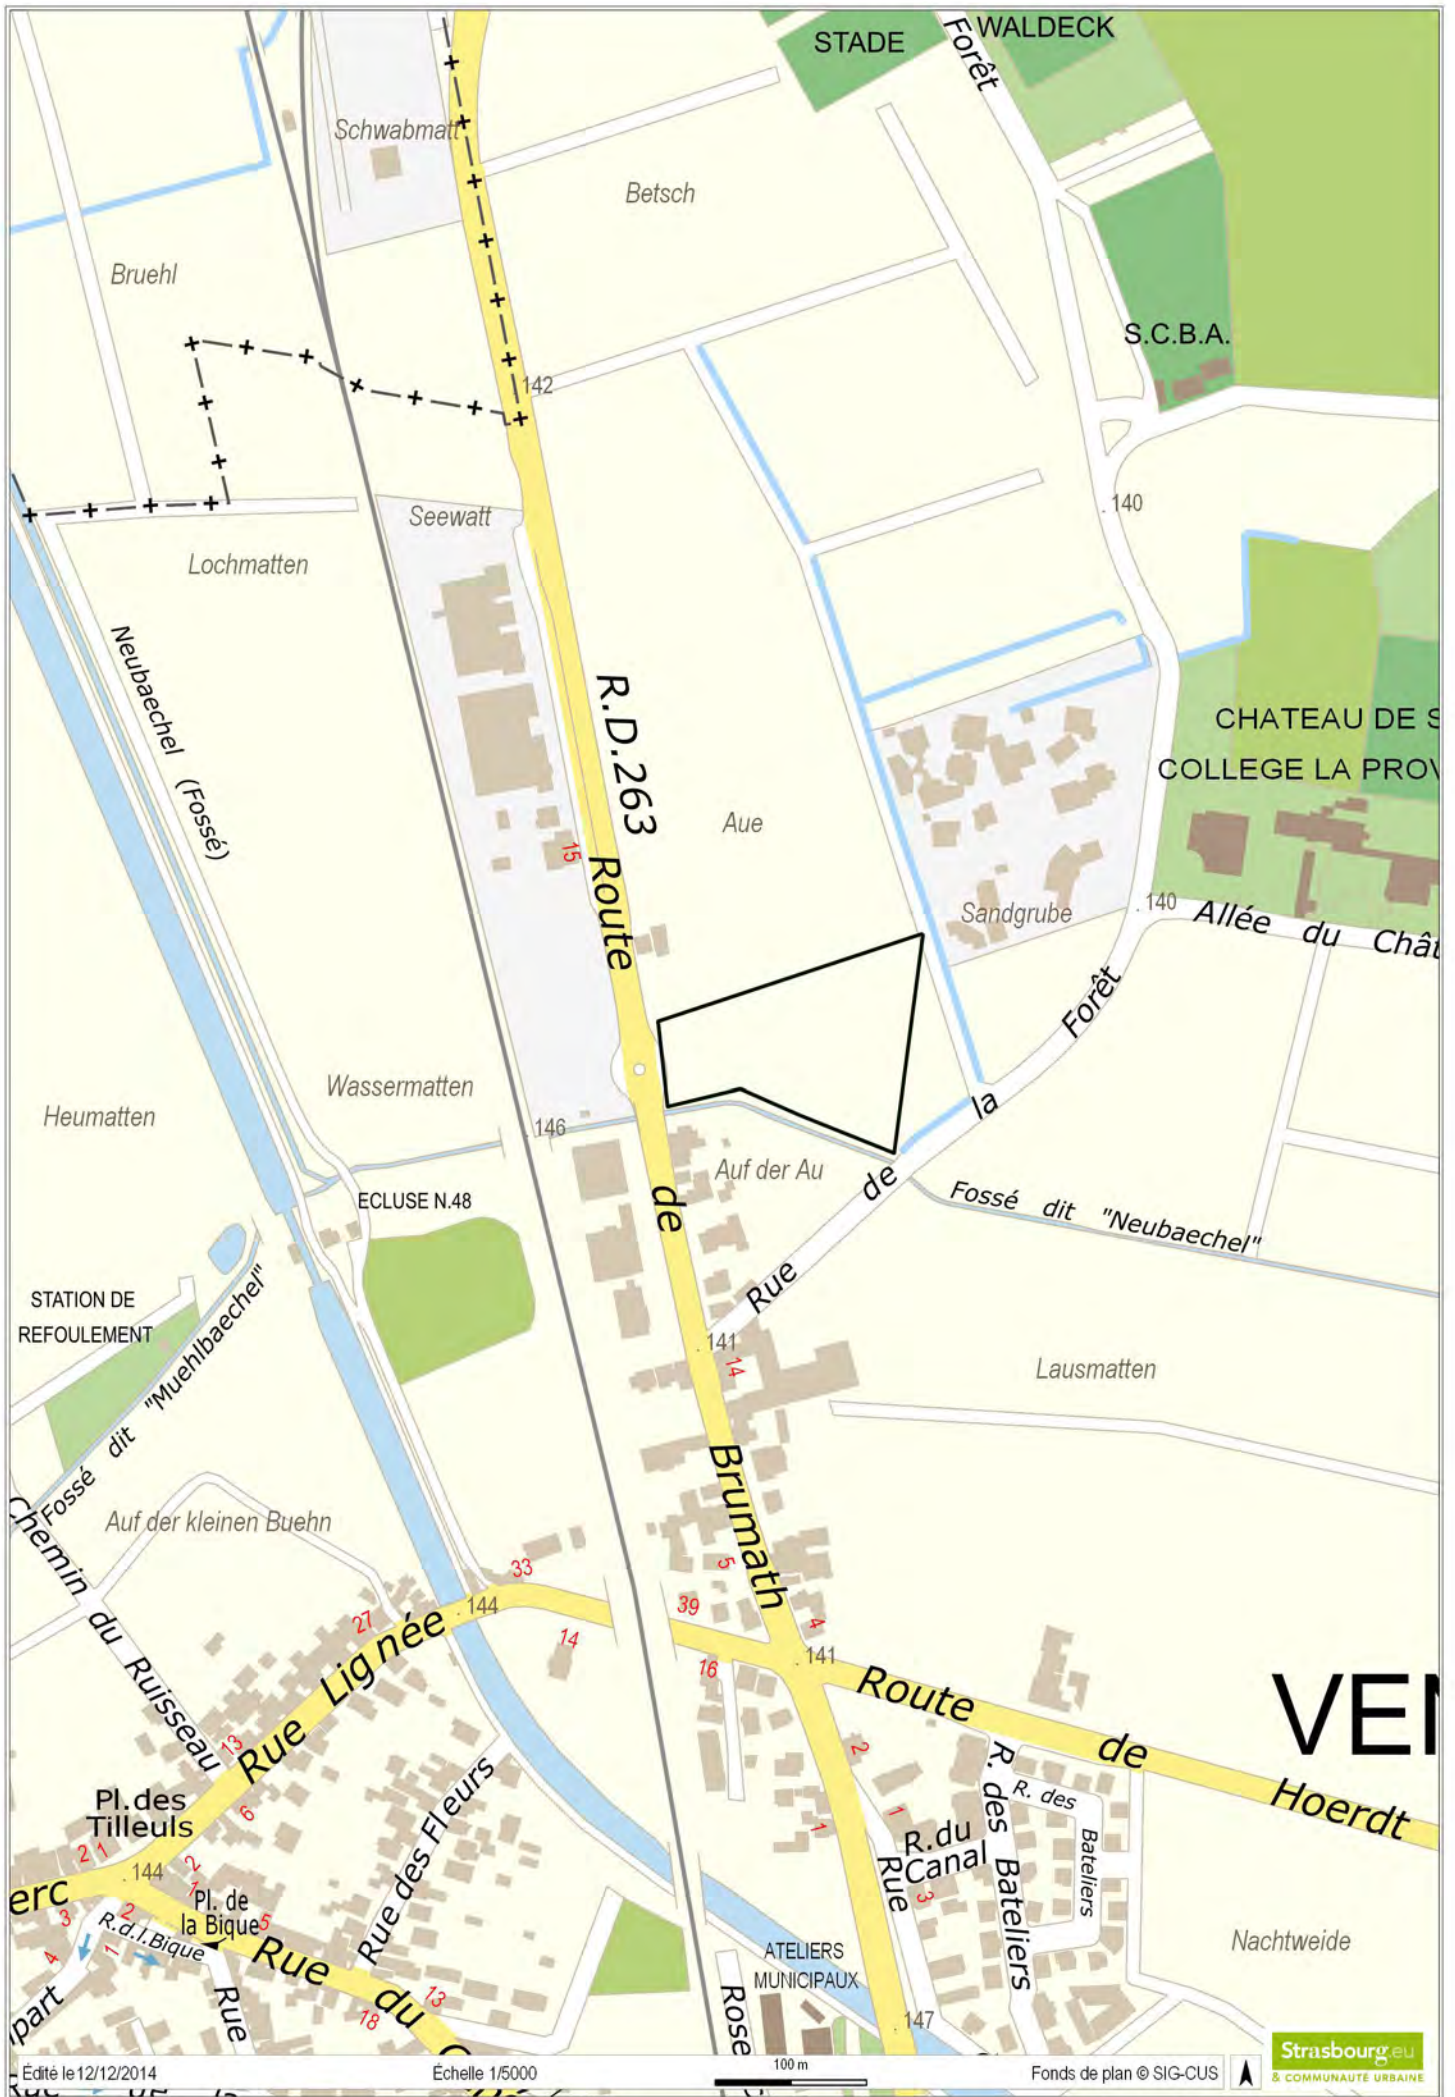 STADE
WALDECK
Forêt
Schwabmatt
Betsch
Bruehl
S.C.B.A.
142
140
Seewatt
Lochmatten
Neubaechel (Fossé)
R.D.263
CHATEAU DE S
COLLEGE LA PROV
Aue
15
Route
Sandgrube
140
Allée du Chât
Forêt
Wassermatten
Heumatten
la
146
Auf der Au
de
ECLUSE N.48
de
Fossé dit "Neubaechel"
Rue
STATION DE
REFOULEMENT
Fossé dit "Muehlbaechel"
141
14
Lausmatten
Brumath
Auf der kleinen Buehn
Chemin du Ruisseau
33
5
39
27
144
4
14
16
141
Rue Lignée
Route de Hoerdt
VEN
13
2
R. des Bateliers
R. des
Bateliers
Pl.des
Tilleuls
6
Rue des Fleurs
1
1
R.du
Canal
2
1
2
144
1
Rue
3
erc
Pl. de
la Bique
5
3
2
R.d.l.Bique
4
1
Rue du
ATELIERS
MUNICIPAUX
Nachtweide
13
18
Rue
Rose
147
part
Édité le 12/12/2014
Échelle 1/5000
100 m
Fonds de plan © SIG-CUS
Strasbourg.eu
& COMMUNAUTÉ URBAINE